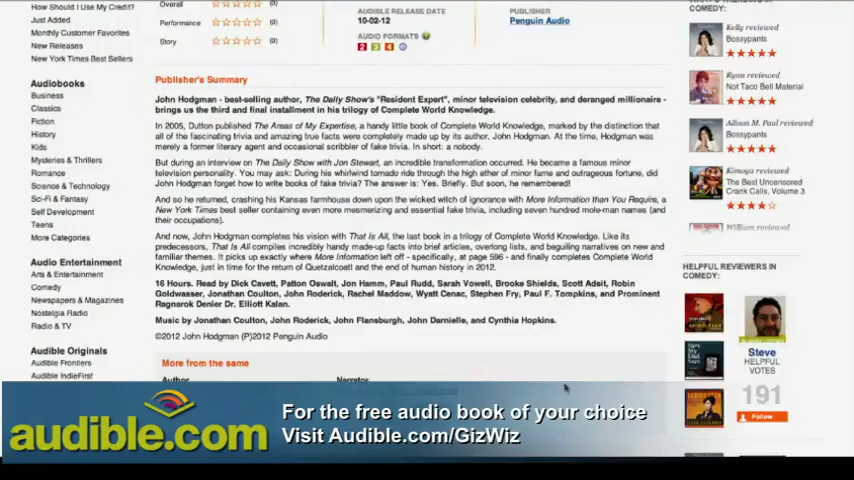 How Should I Use My Credit?
Just Added
Monthly Customer Favorites
New Releases
New York Times Best Sellers
Audiobooks
Business
Classics
Fiction
History
Kids
Mysteries & Thrillers
Romance
Science & Technology
Sci-Fi & Fantasy
Self Development
Teens
More Categories
Audio Entertainment
Arts & Entertainment
Comedy
Newspapers & Magazines
Nostalgia Radio
Radio & TV
Audible Originals
Audible Frontiers
Audible IndieFirst
Overall
(0)
Performance
(0)
Story
(0)
AUDIBLE RELEASE DATE
10-02-12
AUDIO FORMATS
2 3 4
PUBLISHER
Penguin Audio
Publisher's Summary
John Hodgman - best-selling author, The Daily Show's "Resident Expert", minor television celebrity, and deranged millionaire -
brings us the third and final installment in his trilogy of Complete World Knowledge.
In 2005, Dutton published The Areas of My Expertise, a handy little book of Complete World Knowledge, marked by the distinction that
all of the fascinating trivia and amazing true facts were completely made up by its author, John Hodgman. At the time, Hodgman was
merely a former literary agent and occasional scribbler of fake trivia. In short: a nobody.
But during an interview on The Daily Show with Jon Stewart, an incredible transformation occurred. He became a famous minor
television personality. You may ask: During his whirlwind tornado ride through the high ether of minor fame and outrageous fortune, did
John Hodgman forget how to write books of fake trivia? The answer is: Yes. Briefly. But soon, he remembered!
And so he returned, crashing his Kansas farmhouse down upon the wicked witch of ignorance with More Information than You Require, a
New York Times best seller containing even more mesmerizing and essential fake trivia, including seven hundred mole-man names (and
their occupations).
And now, John Hodgman completes his vision with That Is All, the last book in a trilogy of Complete World Knowledge. Like its
predecessors, That Is All compiles incredibly handy made-up facts into brief articles, overlong lists, and beguiling narratives on new and
familiar themes. It picks up exactly where More Information left off - specifically, at page 596 - and finally completes Complete World
Knowledge, just in time for the return of Quetzalcoatl and the end of human history in 2012.
16 Hours. Read by Dick Cavett, Patton Oswalt, Jon Hamm, Paul Rudd, Sarah Vowell, Brooke Shields, Scott Adsit, Robin
Goldwasser, Jonathan Coulton, John Roderick, Rachel Maddow, Wyatt Cenac, Stephen Fry, Paul F. Tompkins, and Prominent
Ragnarok Denier Dr. Elliott Kalan.
Music by Jonathan Coulton, John Roderick, John Flansburgh, John Darnielle, and Cynthia Hopkins.
©2012 John Hodgman (P)2012 Penguin Audio
More from the same
Author
Narrator
COMEDY:
Kelly reviewed
Bossypants
Ryan reviewed
Not Taco Bell Material
Allison M. Paul reviewed
Bossypants
Kimoya reviewed
The Best Uncensored
Crank Calls, Volume 3
William reviewed
HELPFUL REVIEWERS IN
COMEDY:
Steve
HELPFUL
VOTES
191
Follow
audible.com
For the free audio book of your choice
Visit Audible.com/GizWiz